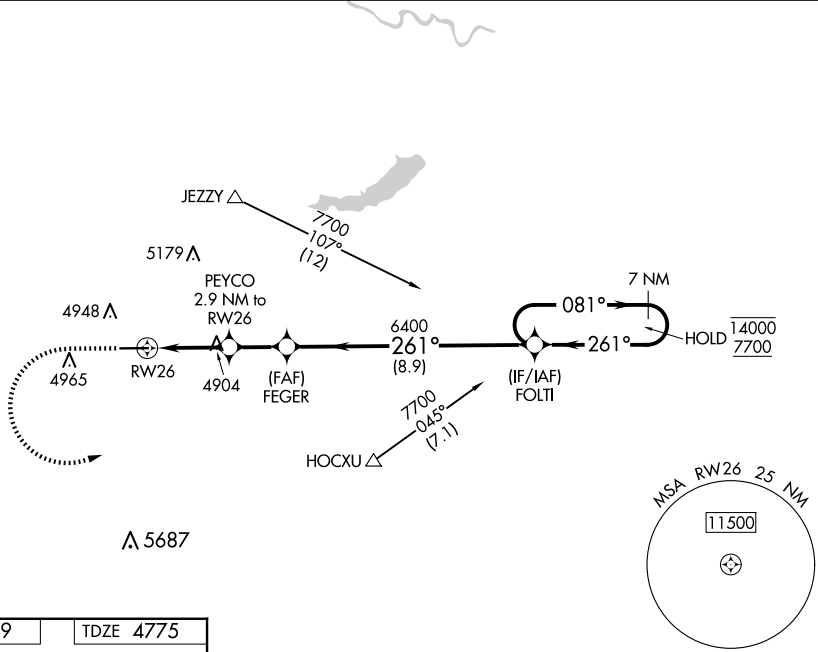 JEZZY
7700
107°
(12)
5179
PEYCO
2.9 NM to
RW26
4948
7 NM
081°
6400
261°
(8.9)
261°
HOLD
14000
7700
4965
RW26
4904
(FAF)
FEGER
(IF/IAF)
FOLTI
7700
045°
(7.1)
HOCXU
MSA RW26 25 NM
11500
5687
9
TDZE 4775